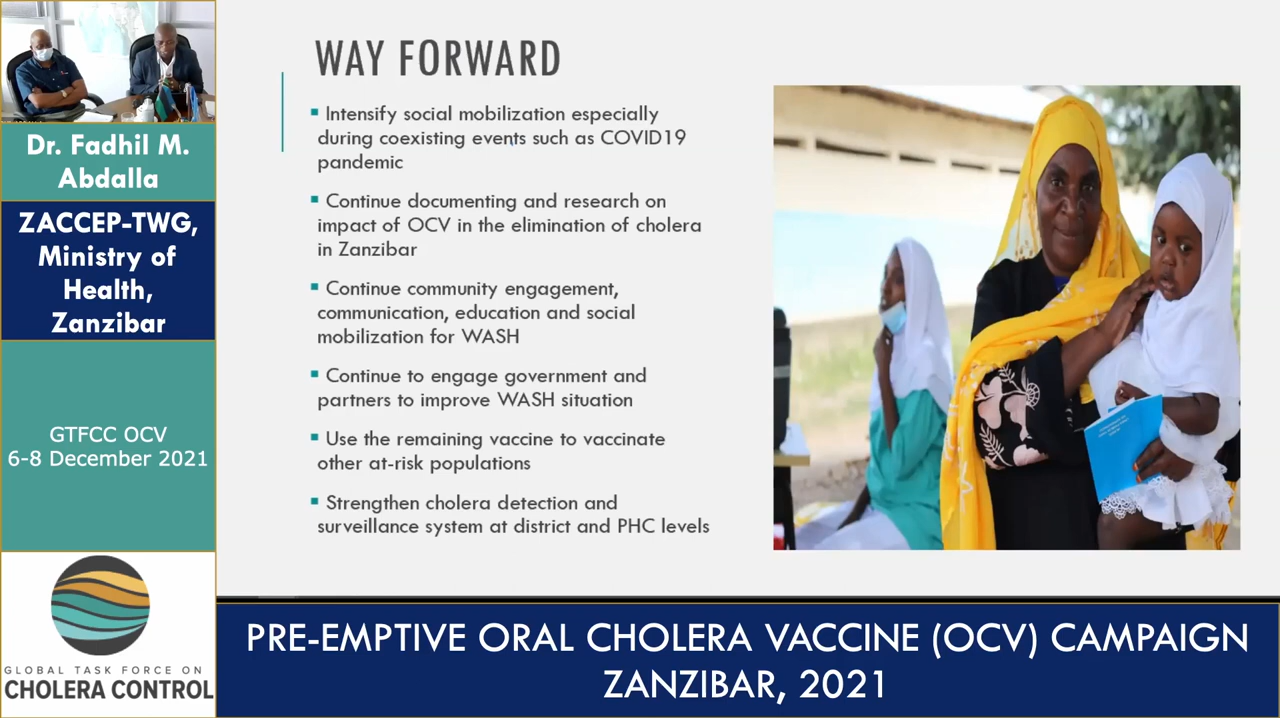 Dr. Fadhil M.
Abdalla
ZACCEP-TWG,
Ministry of
Health,
Zanzibar
GTFCC OCV
6-8 December 2021
GLOBAL TASK FORCE ON
CHOLERA CONTROL
WAY FORWARD
▪ Intensify social mobilization especially
during coexisting events such as COVID19
pandemic
▪ Continue documenting and research on
impact of OCV in the elimination of cholera
in Zanzibar
▪ Continue community engagement,
communication, education and social
mobilization for WASH
▪ Continue to engage government and
partners to improve WASH situation
▪ Use the remaining vaccine to vaccinate
other at-risk populations
▪ Strengthen cholera detection and
surveillance system at district and PHC levels
PRE-EMPTIVE ORAL CHOLERA VACCINE (OCV) CAMPAIGN
ZANZIBAR, 2021